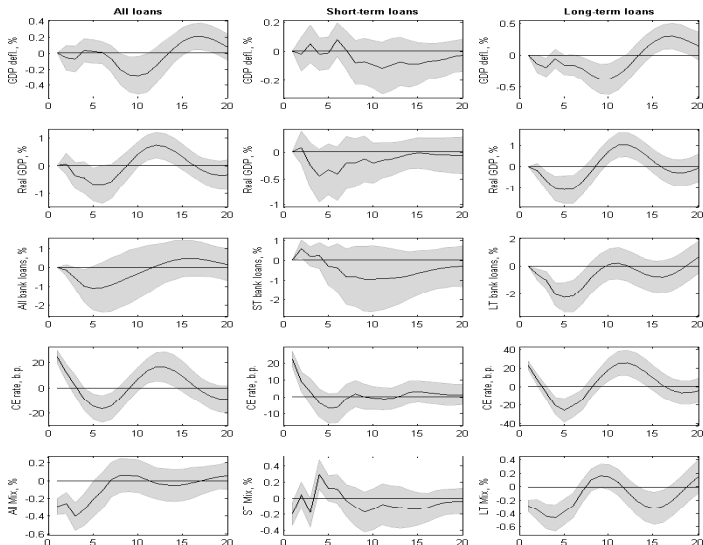 All loans Short-term loans Long-term loans
GDP defl., % GDP defl., % GDP defl., %
0.4 0.2 0 -0.2 -0.4
0.2 0 -0.2
0.5 0 -0.5
0 5 10 15 20 0 5 10 15 20 0 5 10 15 20
Real GDP, % Real GDP, % Real GDP, %
1 0 -1
0 -0.5 -1
1 0 -1
0 5 10 15 20 0 5 10 15 20 0 5 10 15 20
All bank loans, % ST bank loans, % LT bank loans, %
1 0 -1 -2
1 0 -1 -2
2 0 -2
0 5 10 15 20 0 5 10 15 20 0 5 10 15 20
CE rate, b.p. CE rate, b.p. CE rate, b.p.
20 0 -20
20 10 0 -10
40 20 0 -20 -40
0 5 10 15 20 0 5 10 15 20 0 5 10 15 20
All Mix, % ST Mix, % LT Mix, %
0.2 0 -0.2 -0.4 -0.6
0.4 0.2 0 -0.2 -0.4
0.4 0.2 0 -0.2 -0.4 -0.6
0 5 10 15 20 0 5 10 15 20 0 5 10 15 20